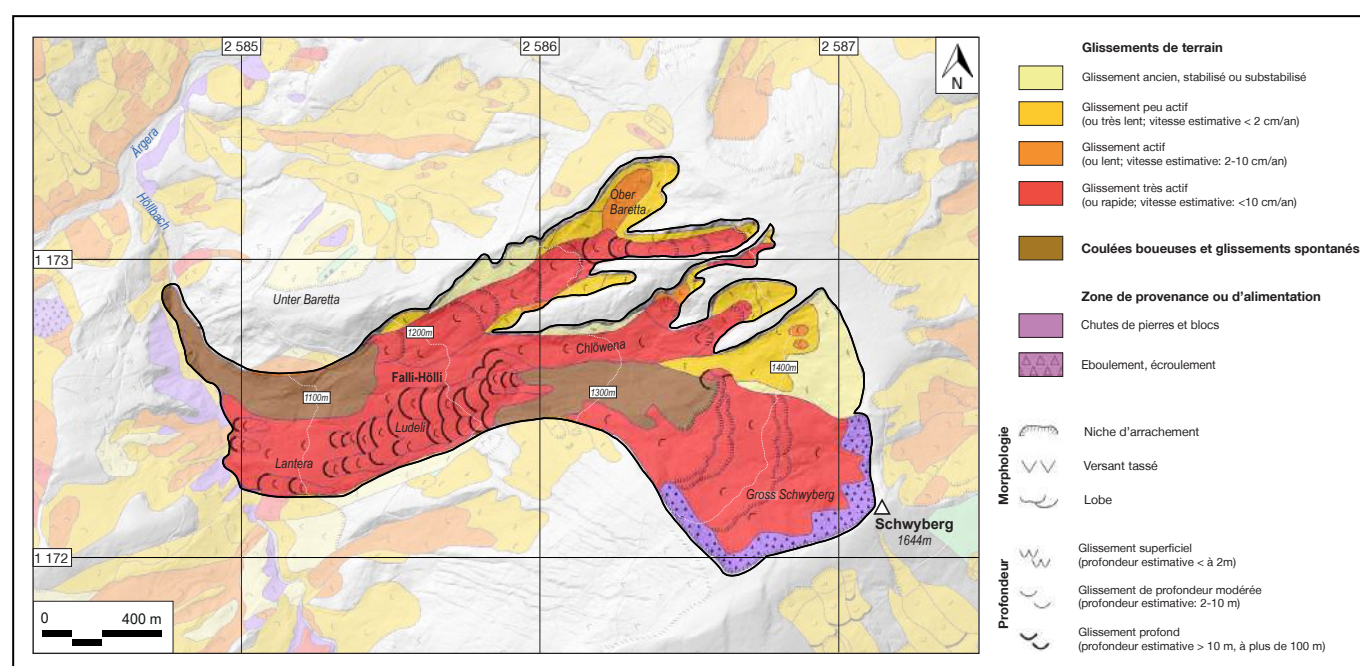 2 585
2 586
2 587
N
Ärgera
Höllbach
Ober
Baretta
1 173
Unter Baretta
1200m
Chlöwena
Falli-Hölli
1400m
1100m
1300m
Ludeli
Lantera
Gross Schwyberg
Schwyberg
1644m
1 172
0 400 m
Glissements de terrain
Glissement ancien, stabilisé ou substabilisé
Glissement peu actif
(ou très lent; vitesse estimative < 2 cm/an)
Glissement actif
(ou lent; vitesse estimative: 2-10 cm/an)
Glissement très actif
(ou rapide; vitesse estimative: <10 cm/an)
Coulées boueuses et glissements spontanés
Zone de provenance ou d'alimentation
Chutes de pierres et blocs
Eboulement, écroulement
Morphologie
Niche d'arrachement
Versant tassé
Lobe
Profondeur
Glissement superficiel
(profondeur estimative < à 2m)
Glissement de profondeur modérée
(profondeur estimative: 2-10 m)
Glissement profond
(profondeur estimative > 10 m, à plus de 100 m)